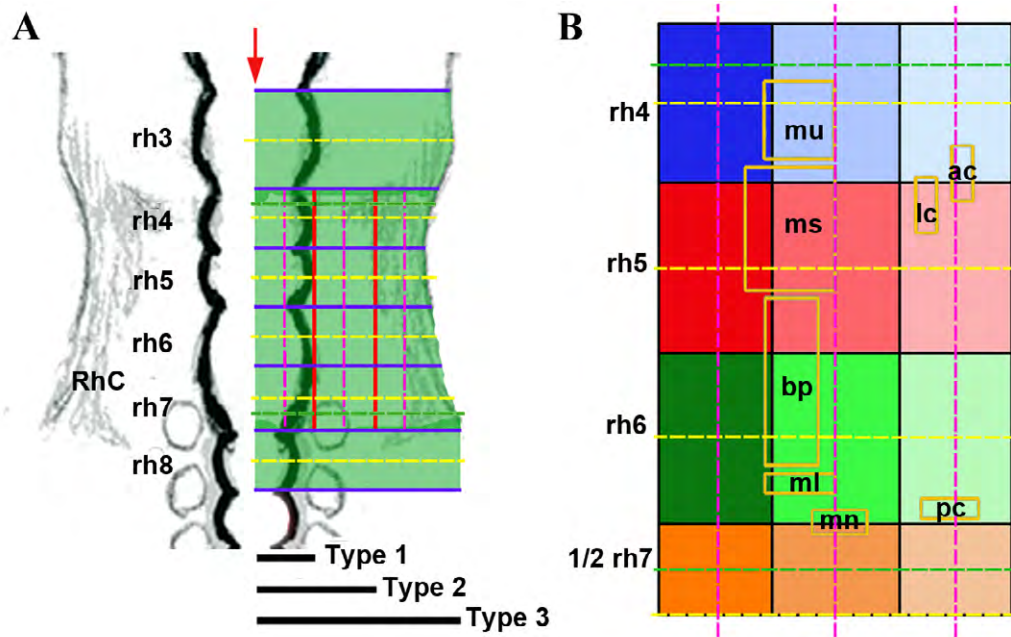 A
rh3
rh4
rh5
rh6
RhC
rh7
rh8
Type 1
Type 2
Type 3
B
rh4
mu
ac
lc
ms
rh5
bp
rh6
ml
pc
mn
1/2 rh7